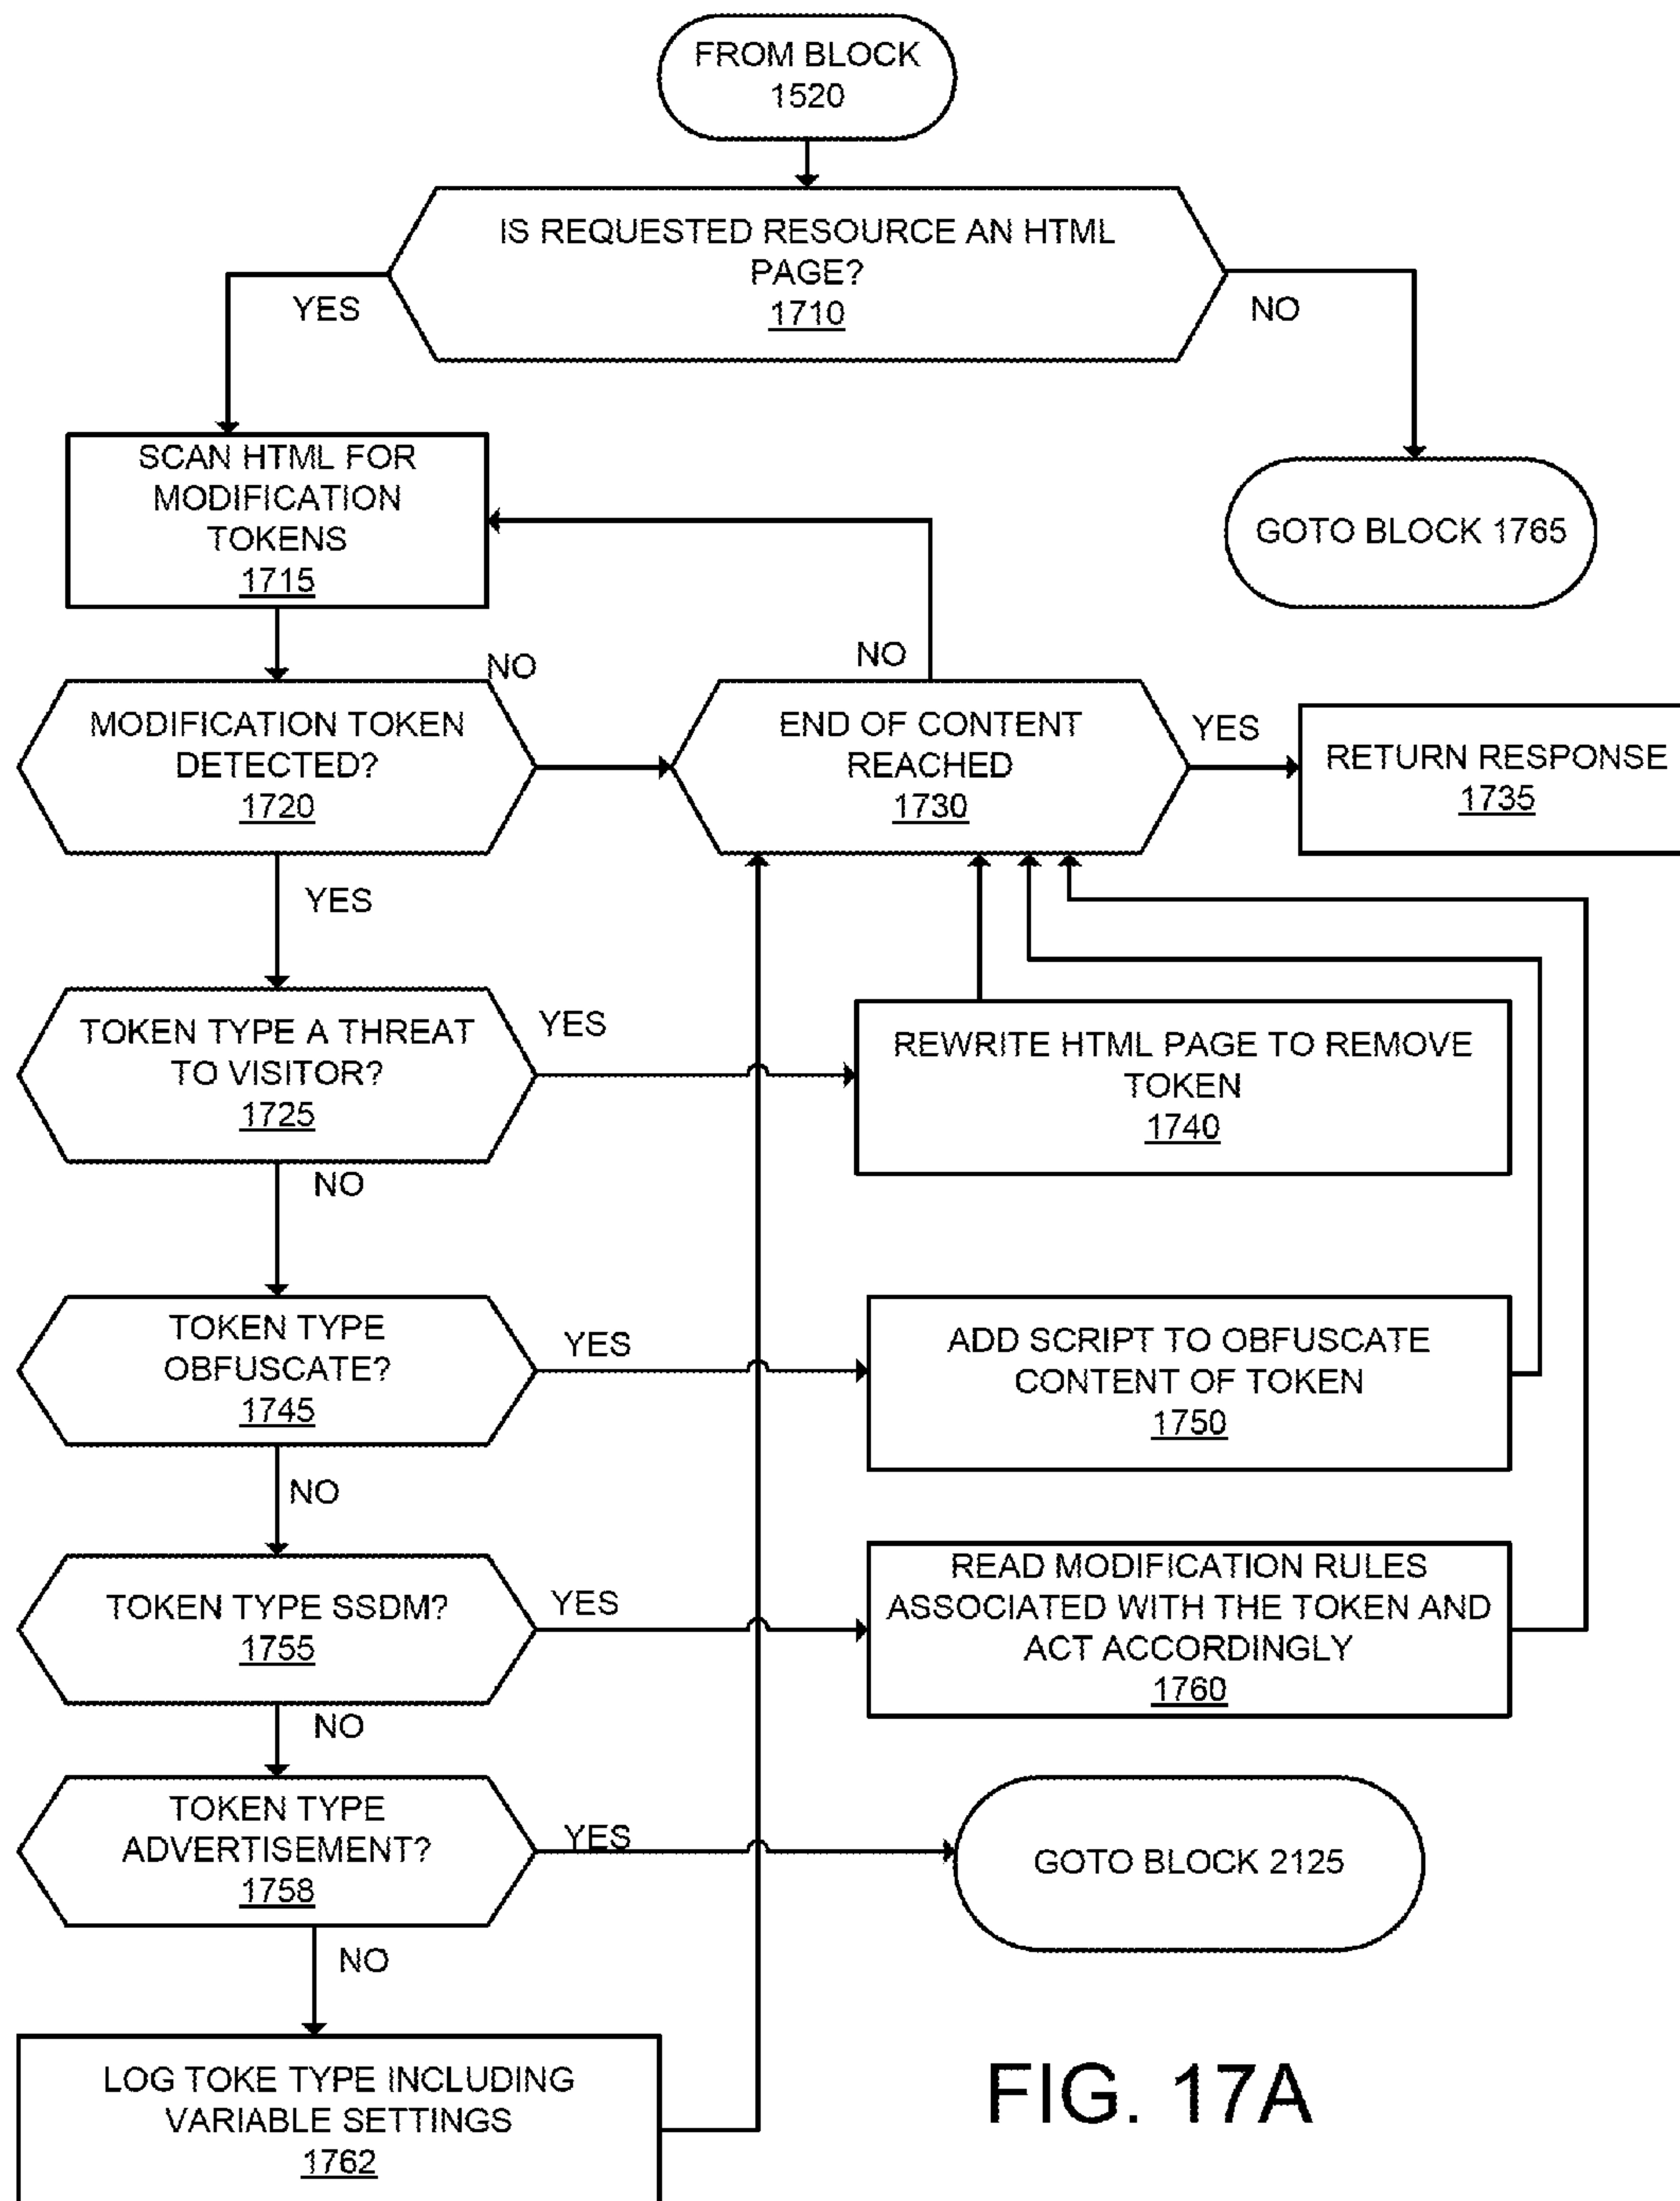 FROM BLOCK
1520
IS REQUESTED RESOURCE AN HTML
PAGE?
1710
YES
NO
SCAN HTML FOR
MODIFICATION
TOKENS
1715
GOTO BLOCK 1765
NO
NO
MODIFICATION TOKEN
DETECTED?
1720
END OF CONTENT
REACHED
1730
YES
RETURN RESPONSE
1735
YES
TOKEN TYPE A THREAT
TO VISITOR?
1725
YES
REWRITE HTML PAGE TO REMOVE
TOKEN
1740
NO
TOKEN TYPE
OBFUSCATE?
1745
YES
ADD SCRIPT TO OBFUSCATE
CONTENT OF TOKEN
1750
NO
TOKEN TYPE SSDM?
1755
YES
READ MODIFICATION RULES
ASSOCIATED WITH THE TOKEN AND
ACT ACCORDINGLY
1760
NO
TOKEN TYPE
ADVERTISEMENT?
1758
YES
GOTO BLOCK 2125
NO
LOG TOKE TYPE INCLUDING
VARIABLE SETTINGS
1762
FIG. 17A